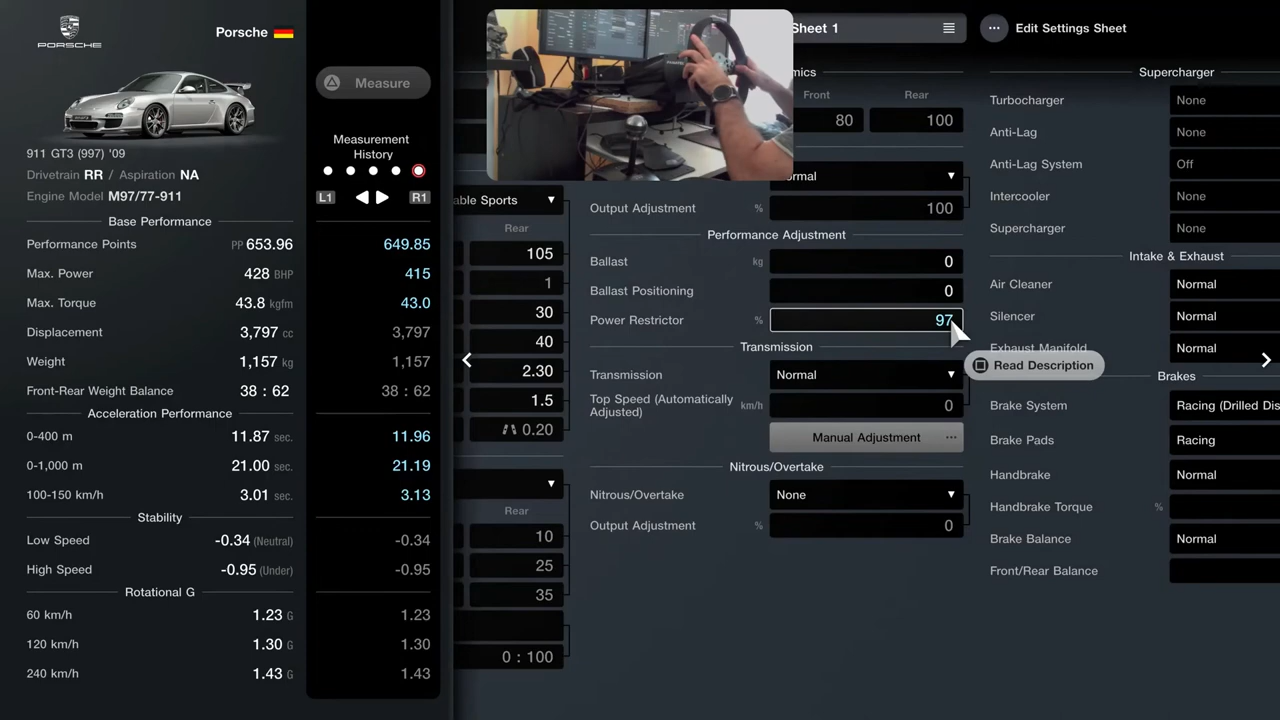 PORSCHE
Porsche
911 GT3 (997) '09
Drivetrain RR / Aspiration NA
Engine Model M97/77-911
Base Performance
Performance Points PP 653.96
Max. Power 428 BHP
Max. Torque 43.8 kgfm
Displacement 3,797 cc
Weight 1,157 kg
Front-Rear Weight Balance 38 : 62
Acceleration Performance
0-400 m 11.87 sec.
0-1,000 m 21.00 sec.
100-150 km/h 3.01 sec.
Stability
Low Speed -0.34 (Neutral)
High Speed -0.95 (Under)
Rotational G
60 km/h 1.23 G
120 km/h 1.30 G
240 km/h 1.43 G
Measure
Measurement
History
L1 R1
649.85
415
43.0
3,797
1,157
38 : 62
11.96
21.19
3.13
-0.34
-0.95
1.23
1.30
1.43
able Sports
Rear
105
1
30
40
2.30
1.5
0.20
Rear
10
25
35
0 : 100
Sheet 1
Edit Settings Sheet
mics
Front Rear
80 100
ormal
Output Adjustment % 100
Performance Adjustment
Ballast kg 0
Ballast Positioning 0
Power Restrictor % 97
Transmission
Transmission Normal
Top Speed (Automatically
Adjusted) km/h 0
Manual Adjustment ...
Nitrous/Overtake
Nitrous/Overtake None
Output Adjustment % 0
Supercharger
Turbocharger None
Anti-Lag None
Anti-Lag System Off
Intercooler None
Supercharger None
Intake & Exhaust
Air Cleaner Normal
Silencer Normal
Exhaust Manifold Normal
Read Description
Brakes
Brake System Racing (Drilled Dis
Brake Pads Racing
Handbrake Normal
Handbrake Torque %
Brake Balance Normal
Front/Rear Balance